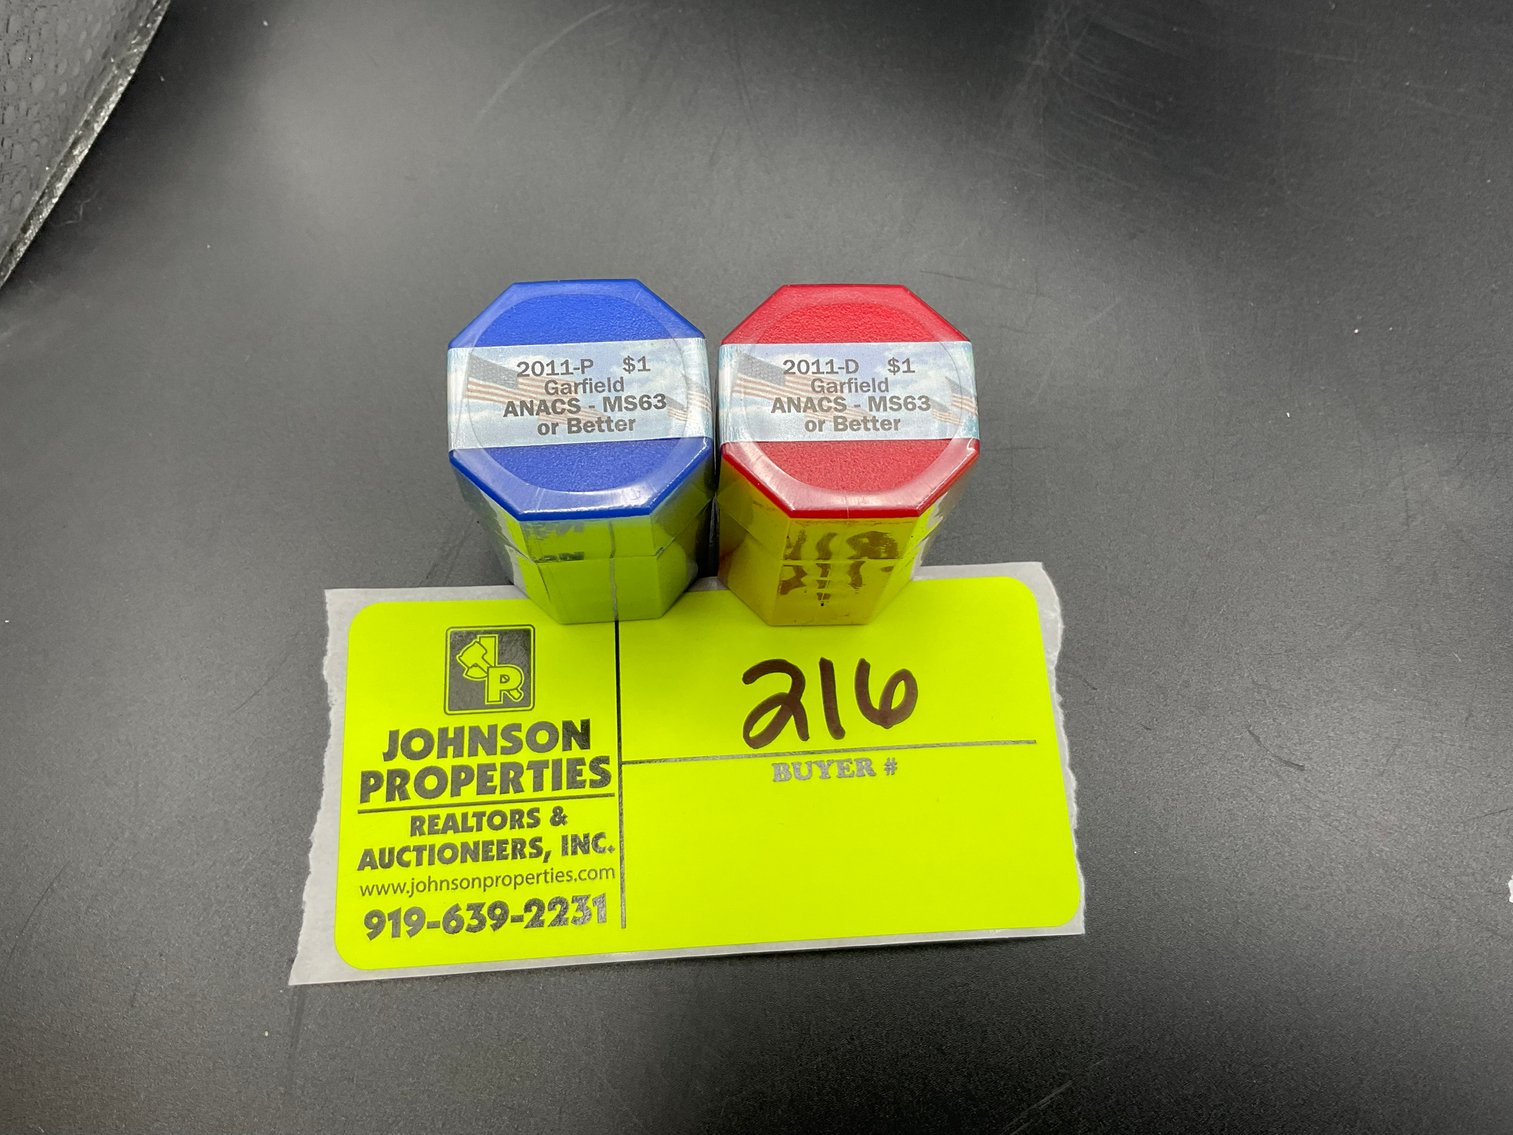 2011-P $1
Garfield
ANACS - MS63
or Better
2011-D $1
Garfield
ANACS - MS63
or Better
JR
JOHNSON
PROPERTIES
REALTORS &
AUCTIONEERS, INC.
www.johnsonproperties.com
919-639-2231
216
BUYER #